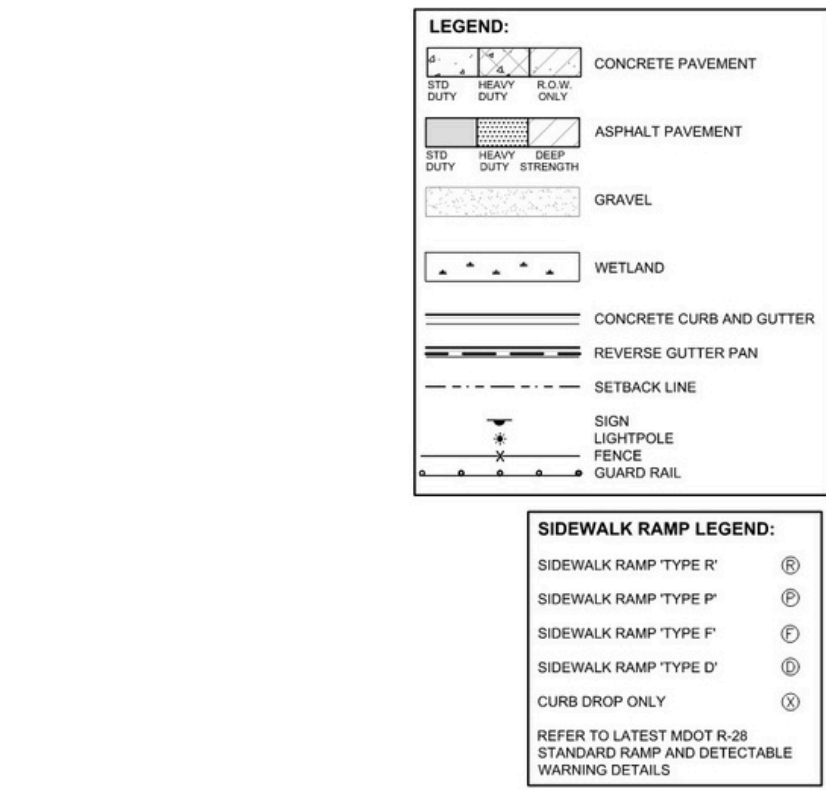 LEGEND:
CONCRETE PAVEMENT
STD DUTY
HEAVY DUTY
R.O.W. ONLY
ASPHALT PAVEMENT
STD DUTY
HEAVY DUTY
DEEP STRENGTH
GRAVEL
WETLAND
CONCRETE CURB AND GUTTER
REVERSE GUTTER PAN
SETBACK LINE
SIGN
LIGHTPOLE
FENCE
GUARD RAIL
SIDEWALK RAMP LEGEND:
SIDEWALK RAMP 'TYPE R' R
SIDEWALK RAMP 'TYPE P' P
SIDEWALK RAMP 'TYPE F' F
SIDEWALK RAMP 'TYPE D' D
CURB DROP ONLY X
REFER TO LATEST MDOT R-28
STANDARD RAMP AND DETECTABLE
WARNING DETAILS